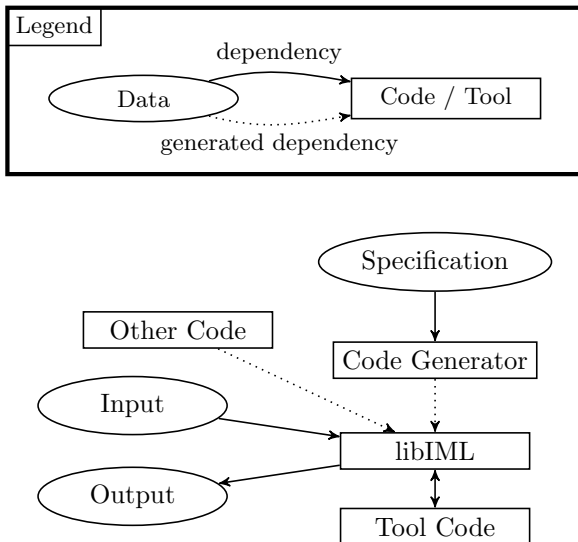 Legend
dependency
Data
Code / Tool
generated dependency
Specification
Other Code
Code Generator
Input
libIML
Output
Tool Code